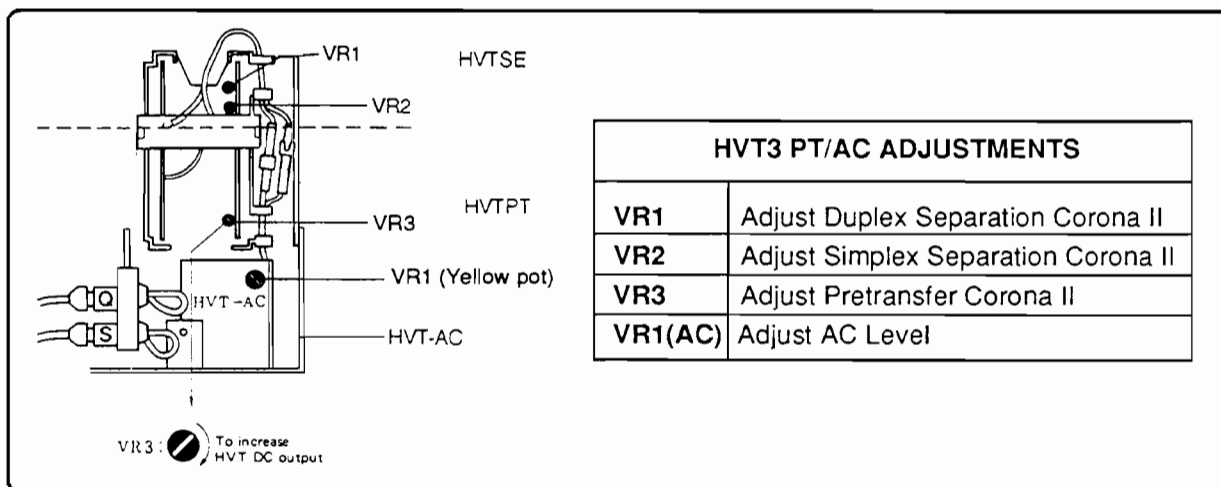 VR1
HVTSE
VR2
HVTPT
VR3
VR1 (Yellow pot)
HVT-AC
Q
S
HVT-AC
VR3 :
To increase
HVT DC output
HVT3 PT/AC ADJUSTMENTS
VR1 Adjust Duplex Separation Corona II
VR2 Adjust Simplex Separation Corona II
VR3 Adjust Pretransfer Corona II
VR1(AC) Adjust AC Level